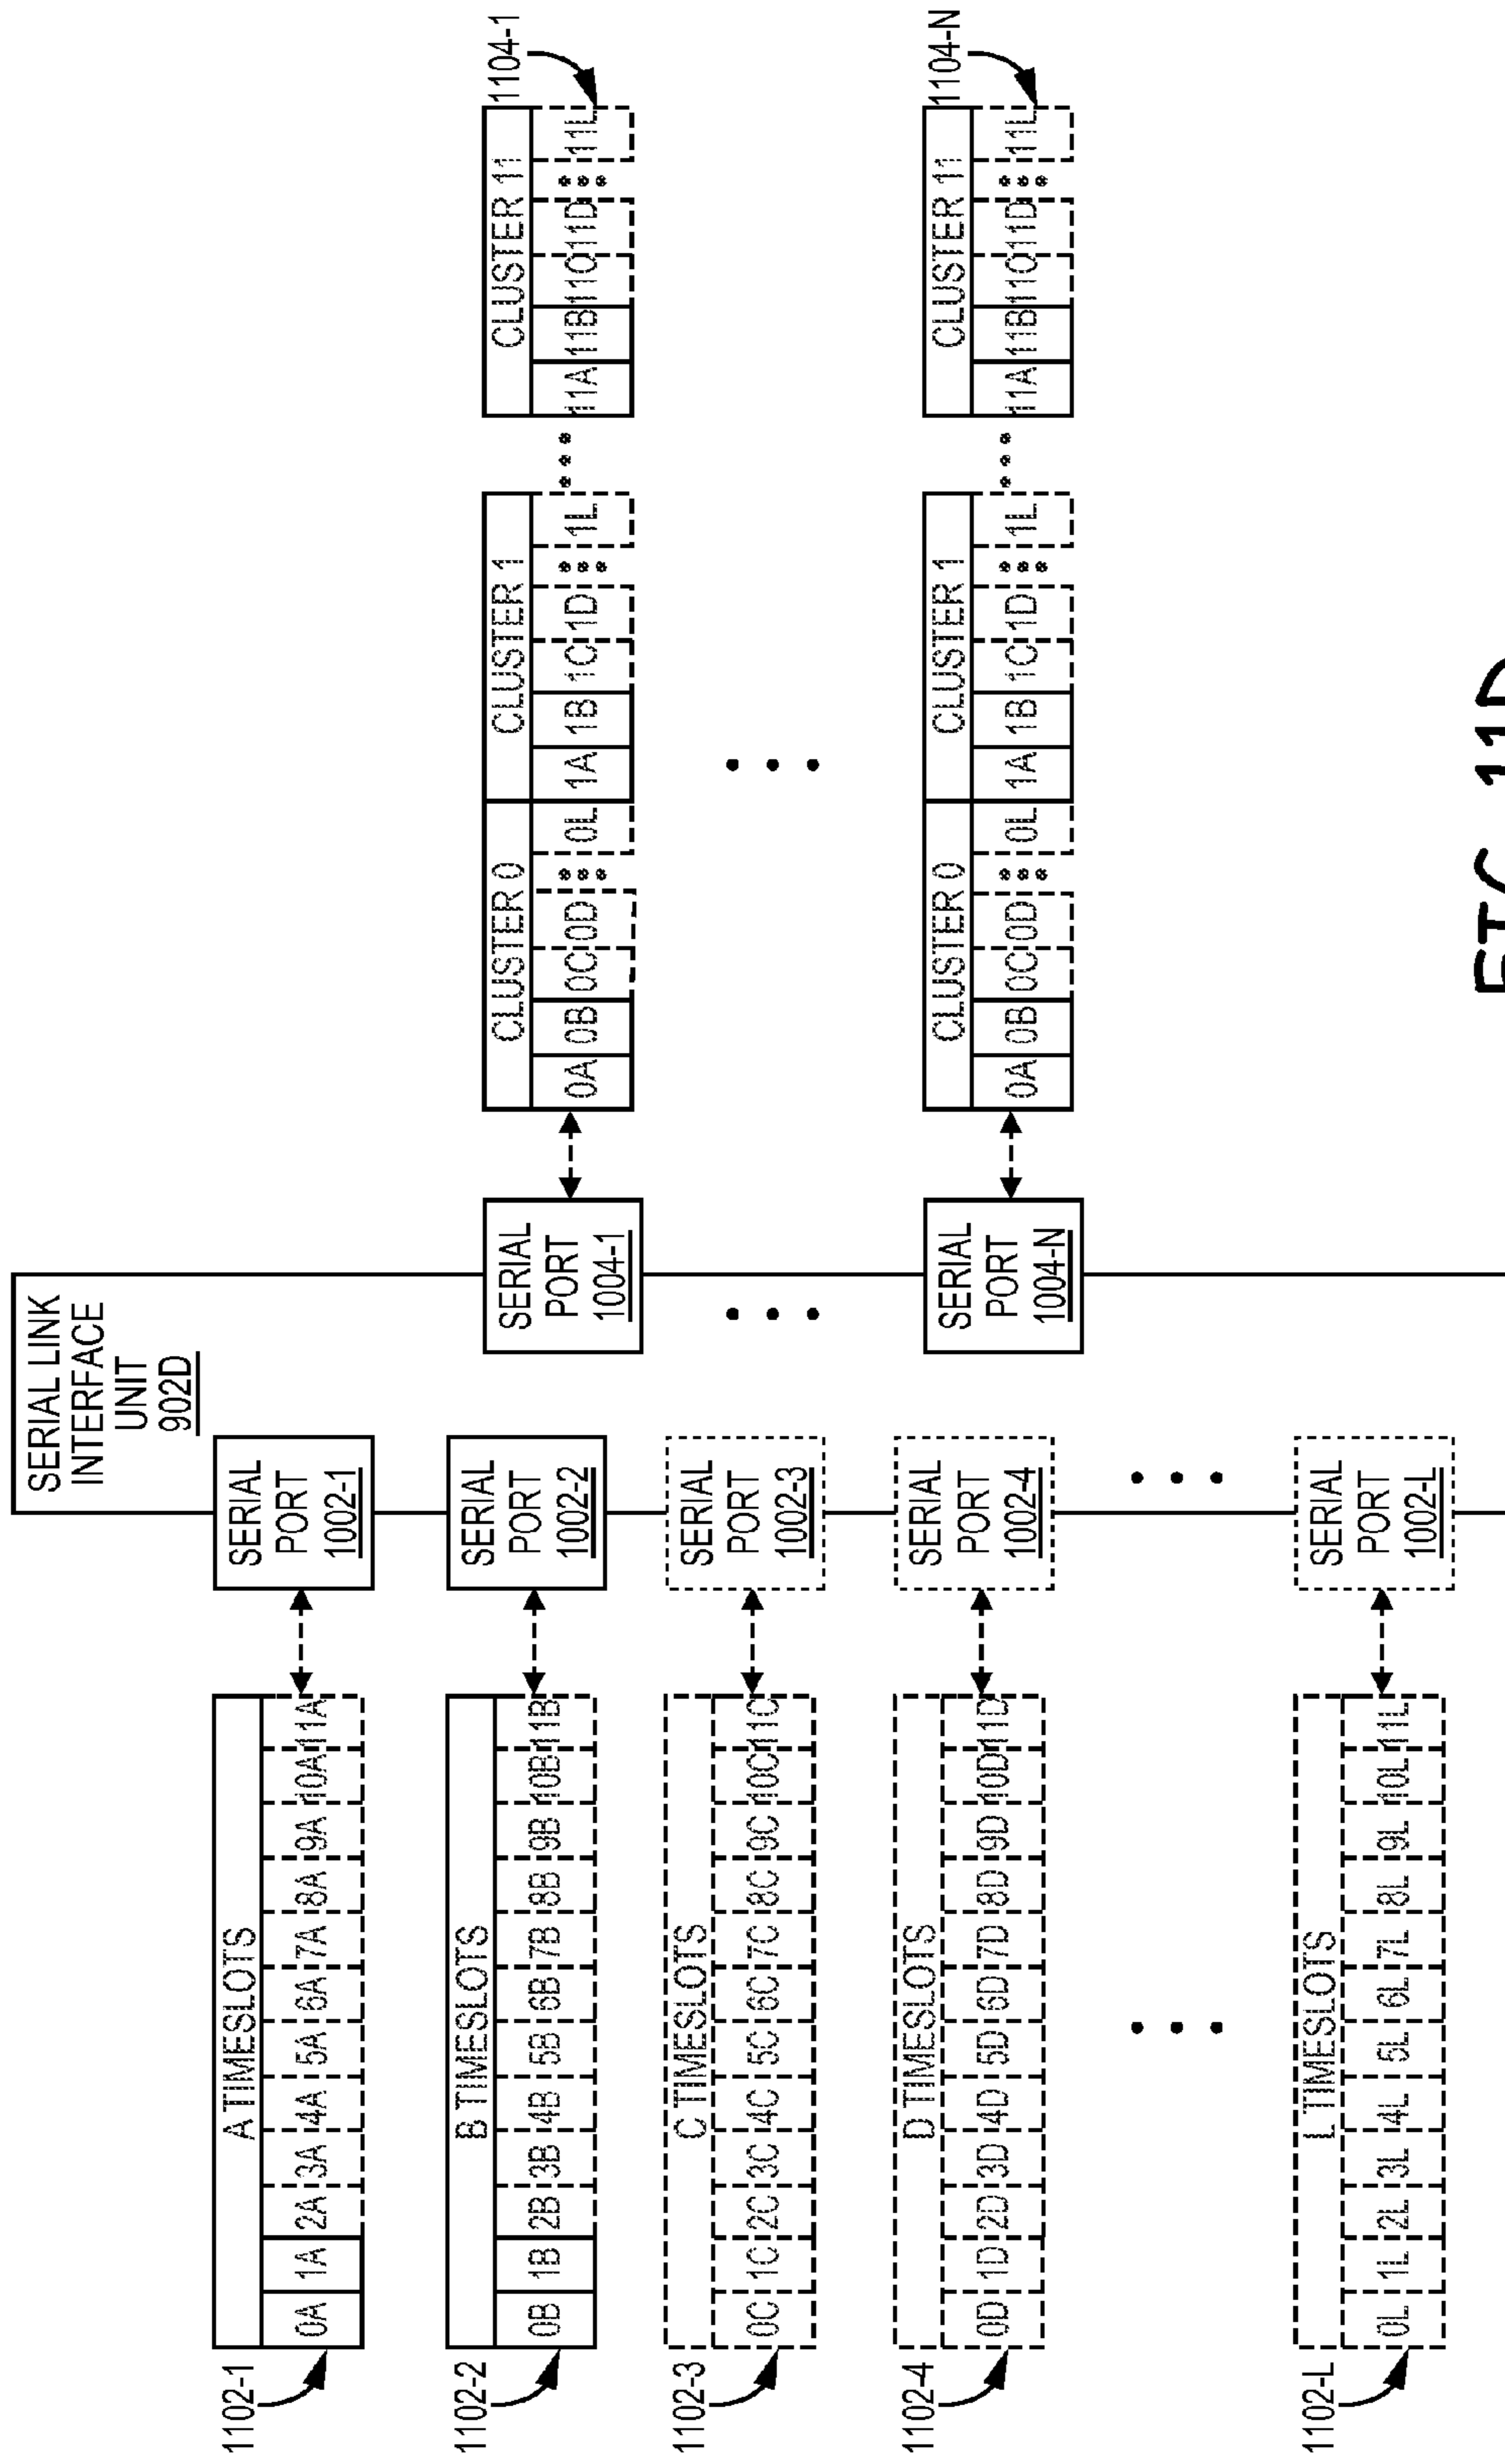 SERIAL LINK
INTERFACE
UNIT
902D
1102-1
A TIMESLOTS
0A 1A 2A 3A 4A 5A 6A 7A 8A 9A 10A 11A
SERIAL
PORT
1002-1
1102-2
B TIMESLOTS
0B 1B 2B 3B 4B 5B 6B 7B 8B 9B 10B 11B
SERIAL
PORT
1002-2
1102-3
C TIMESLOTS
0C 1C 2C 3C 4C 5C 6C 7C 8C 9C 10C 11C
SERIAL
PORT
1002-3
1102-4
D TIMESLOTS
0D 1D 2D 3D 4D 5D 6D 7D 8D 9D 10D 11D
SERIAL
PORT
1002-4
1102-L
L TIMESLOTS
0L 1L 2L 3L 4L 5L 6L 7L 8L 9L 10L 11L
SERIAL
PORT
1002-L
SERIAL
PORT
1004-1
CLUSTER 0 CLUSTER 1 CLUSTER 11
0A 0B 0C 0D 0L 1A 1B 1C 1D 1L 11A 11B 11C 11D 11L
1104-1
SERIAL
PORT
1004-N
CLUSTER 0 CLUSTER 1 CLUSTER 11
0A 0B 0C 0D 0L 1A 1B 1C 1D 1L 11A 11B 11C 11D 11L
1104-N
FIG. 11D